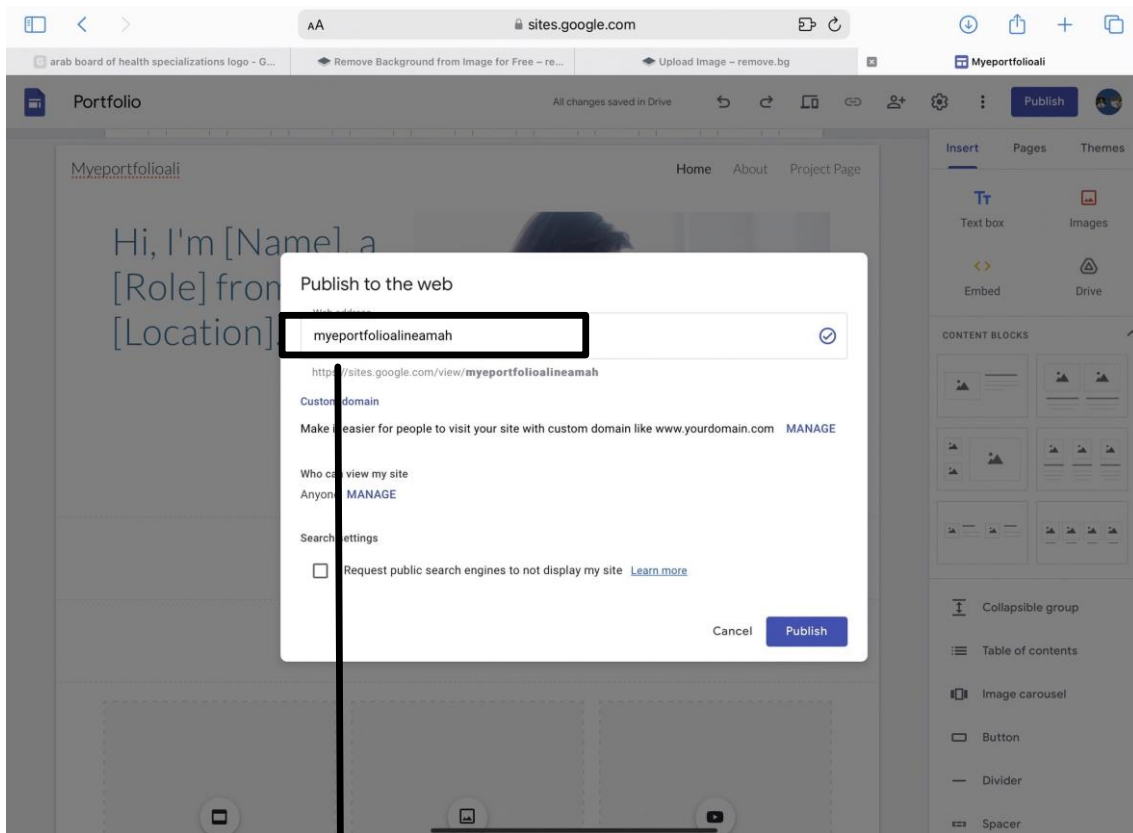 AA sites.google.com
arab board of health specializations logo - G... Remove Background from Image for Free – re... Upload Image – remove.bg Myeportfolioali
Portfolio All changes saved in Drive Publish
Insert Pages Themes
Myeportfolioali Home About Project Page
Text box Images
Embed Drive
CONTENT BLOCKS
Hi, I'm [Name], a
[Role] from
[Location].
Publish to the web
myeportfolioalineamah
https://sites.google.com/view/myeportfolioalineamah
Custom domain
Make it easier for people to visit your site with custom domain like www.yourdomain.com MANAGE
Who can view my site
Anyone MANAGE
Search settings
Request public search engines to not display my site Learn more
Cancel Publish
Collapsible group
Table of contents
Image carousel
Button
Divider
Spacer